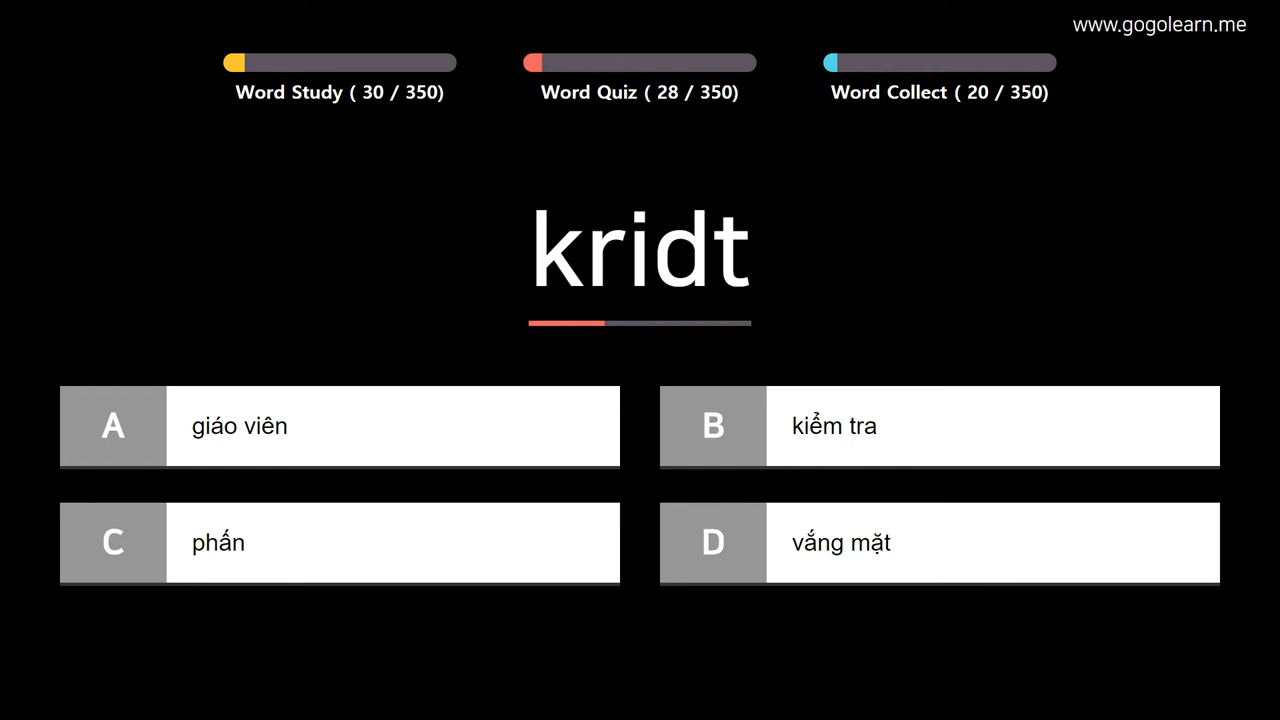 www.gogolearn.me
Word Study ( 30 / 350)
Word Quiz ( 28 / 350)
Word Collect ( 20 / 350)
kridt
A
giáo viên
B
kiểm tra
C
phấn
D
vắng mặt